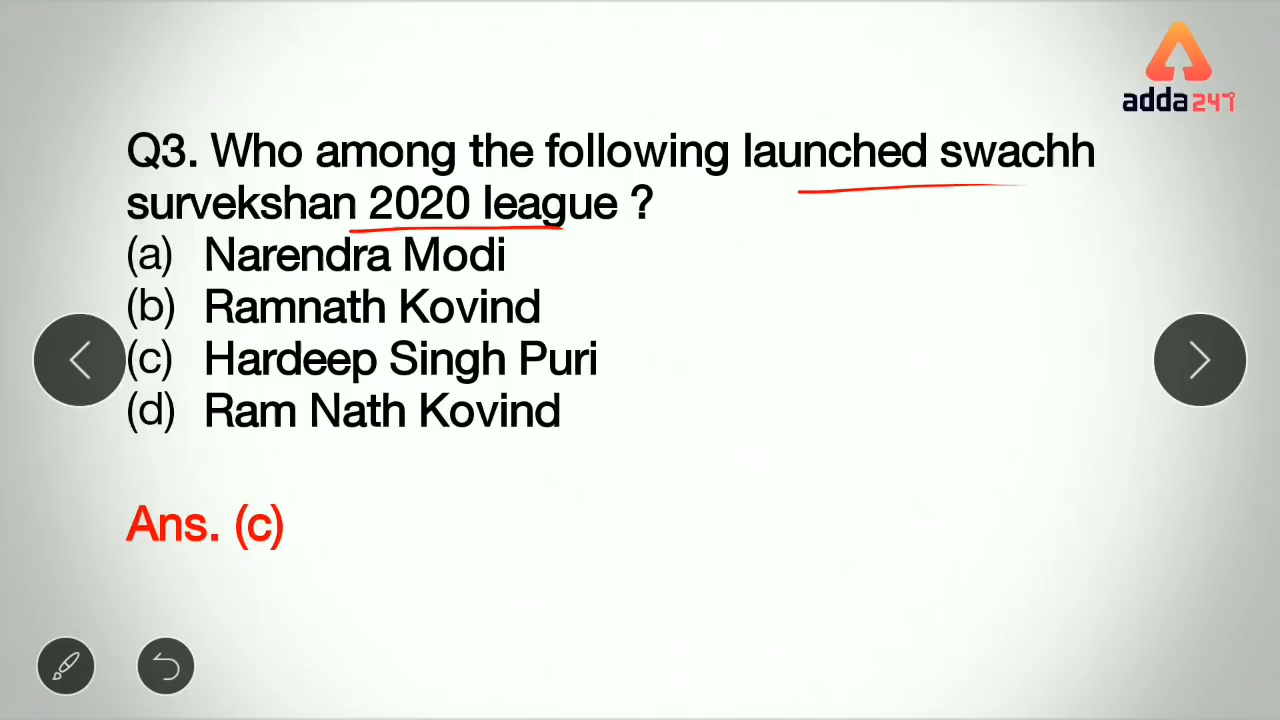 adda247
Q3. Who among the following launched swachh
survekshan 2020 league ?
(a) Narendra Modi
(b) Ramnath Kovind
(c) Hardeep Singh Puri
(d) Ram Nath Kovind
Ans. (c)